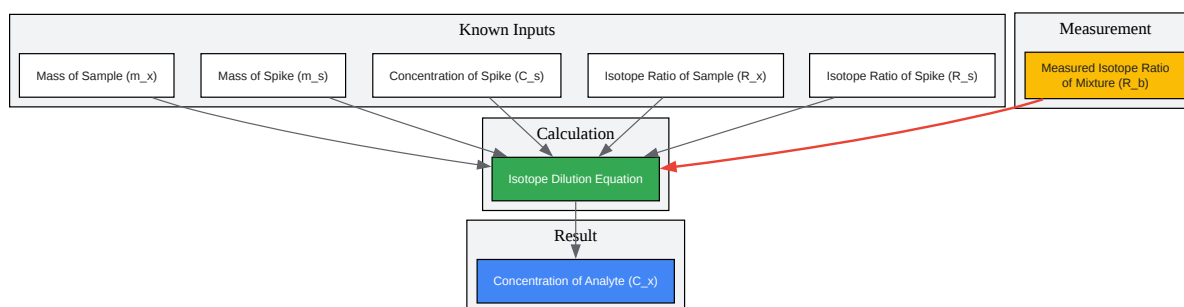 Known Inputs
Measurement
Mass of Sample (m_x)
Mass of Spike (m_s)
Concentration of Spike (C_s)
Isotope Ratio of Sample (R_x)
Isotope Ratio of Spike (R_s)
Measured Isotope Ratio
of Mixture (R_b)
Calculation
Isotope Dilution Equation
Result
Concentration of Analyte (C_x)